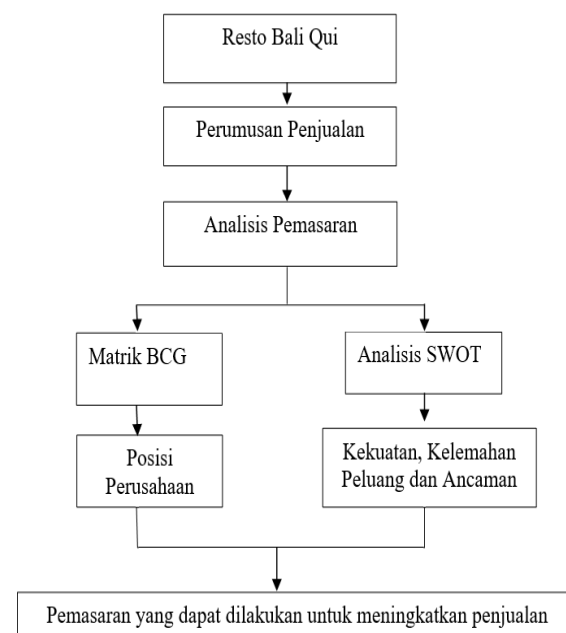 Resto Bali Qui
Perumusan Penjualan
Analisis Pemasaran
Matrik BCG
Analisis SWOT
Posisi
Perusahaan
Kekuatan, Kelemahan
Peluang dan Ancaman
Pemasaran yang dapat dilakukan untuk meningkatkan penjualan